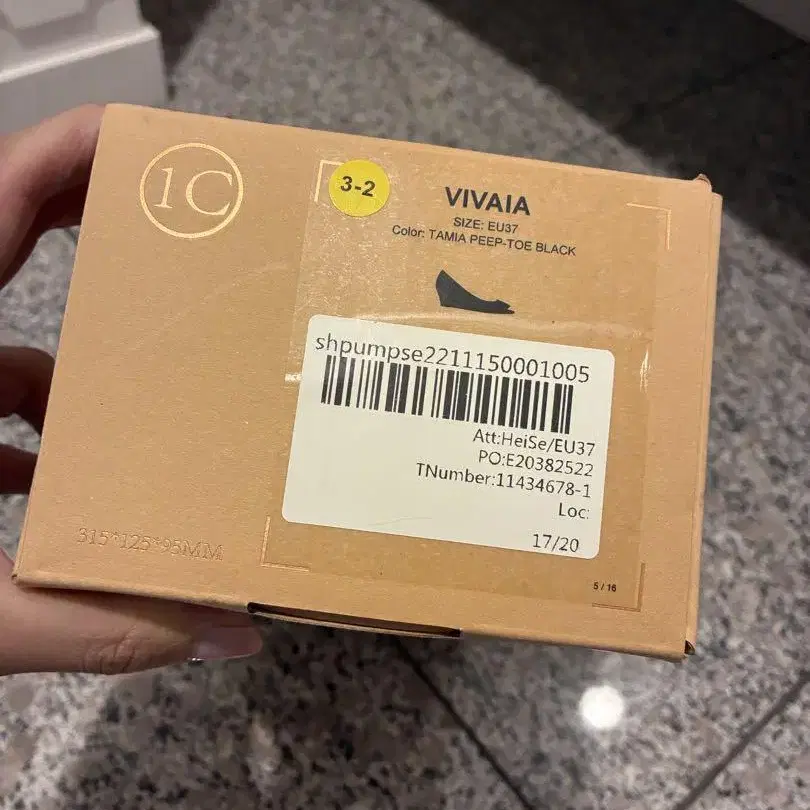 1C
3-2
VIVAIA
SIZE: EU37
Color: TAMIA PEEP-TOE BLACK
shpumpse2211150001005
Att:HeiSe/EU37
PO:E20382522
TNumber:11434678-1
Loc:
17/20
315*125*95MM
5 / 16